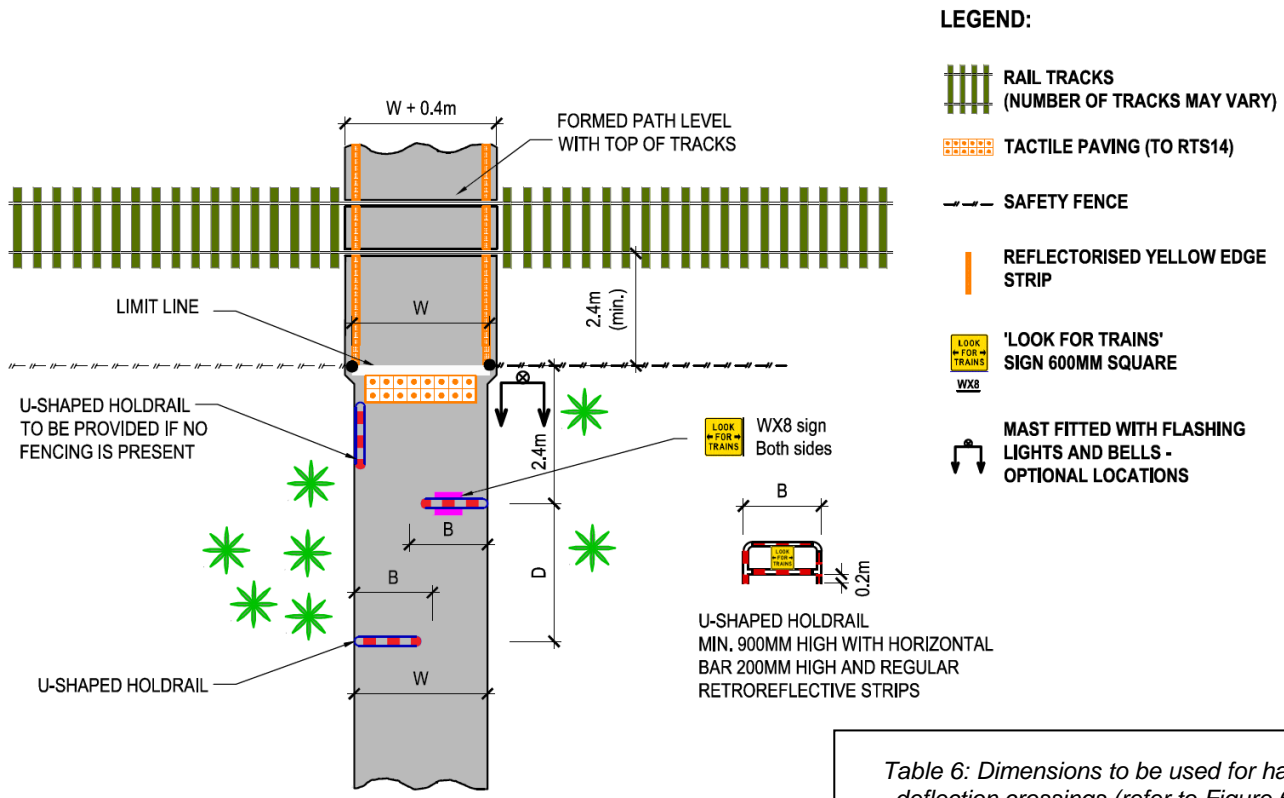 LEGEND:
RAIL TRACKS
(NUMBER OF TRACKS MAY VARY)
TACTILE PAVING (TO RTS14)
SAFETY FENCE
REFLECTORISED YELLOW EDGE
STRIP
LOOK
FOR
TRAINS
WX8
'LOOK FOR TRAINS'
SIGN 600MM SQUARE
MAST FITTED WITH FLASHING
LIGHTS AND BELLS -
OPTIONAL LOCATIONS
W + 0.4m
FORMED PATH LEVEL
WITH TOP OF TRACKS
LIMIT LINE
W
2.4m
(min.)
U-SHAPED HOLDRAIL
TO BE PROVIDED IF NO
FENCING IS PRESENT
2.4m
LOOK
FOR
TRAINS
WX8 sign
Both sides
B
B
D
B
LOOK
FOR
TRAINS
0.2m
U-SHAPED HOLDRAIL
MIN. 900MM HIGH WITH HORIZONTAL
BAR 200MM HIGH AND REGULAR
RETROREFLECTIVE STRIPS
U-SHAPED HOLDRAIL
W
Table 6: Dimensions to be used for ha
deflection crossings (refer to Figure